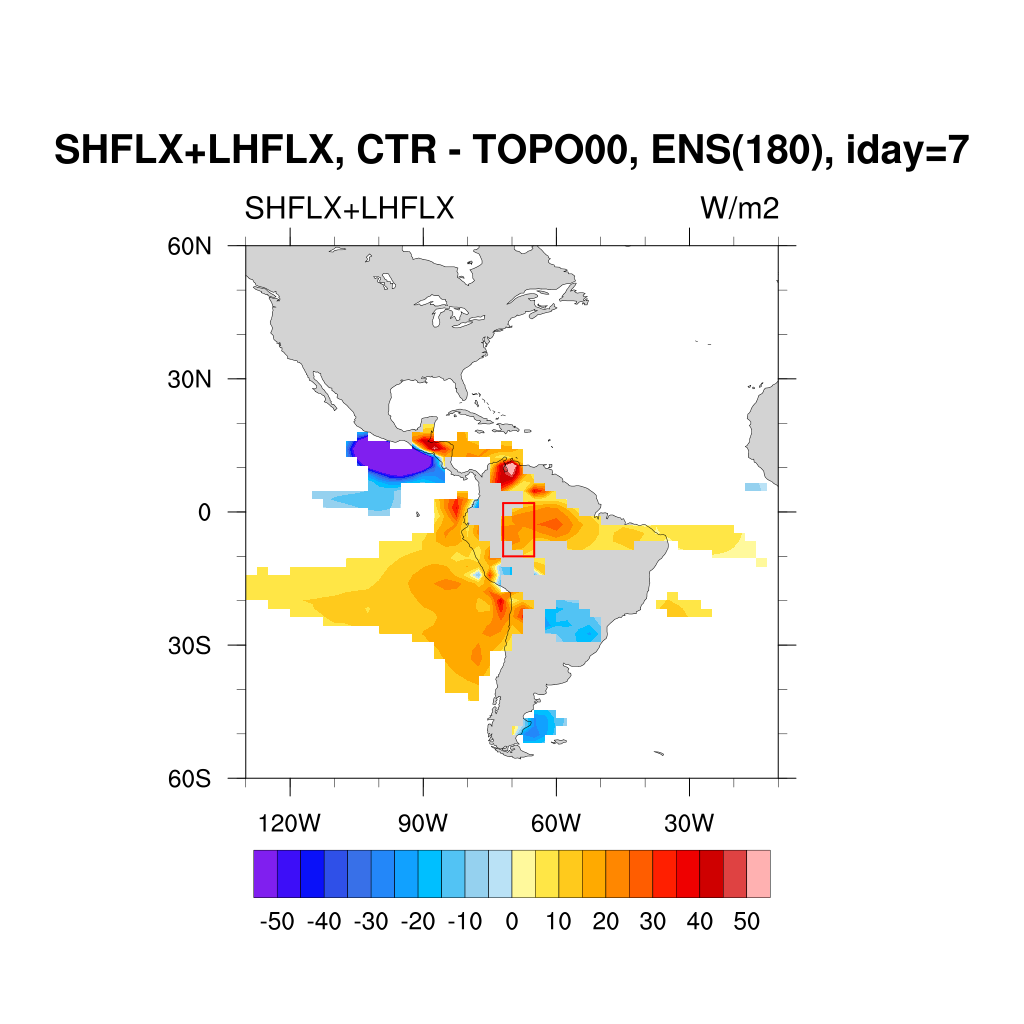 SHFLX+LHFLX, CTR - TOPO00, ENS(180), iday=7
SHFLX+LHFLX W/m2
60N
30N
0
30S
60S
120W 90W 60W 30W
-50 -40 -30 -20 -10 0 10 20 30 40 50